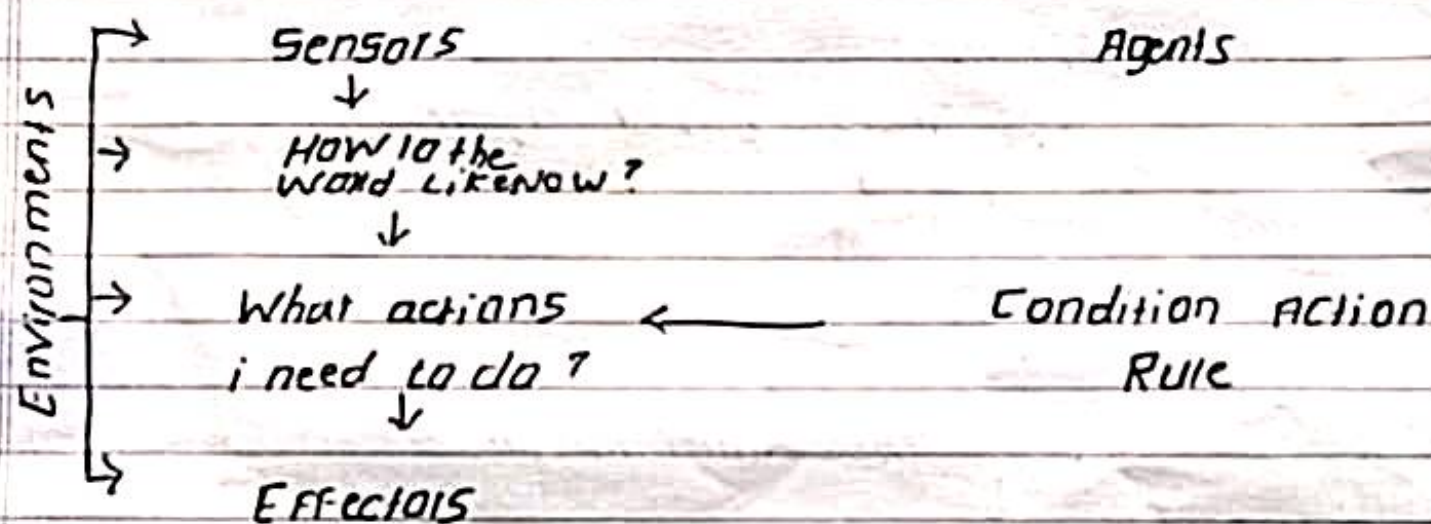 Sensors Agents
Environments
How is the
world like now?
What actions Condition Action
i need to do? Rule
Effectors